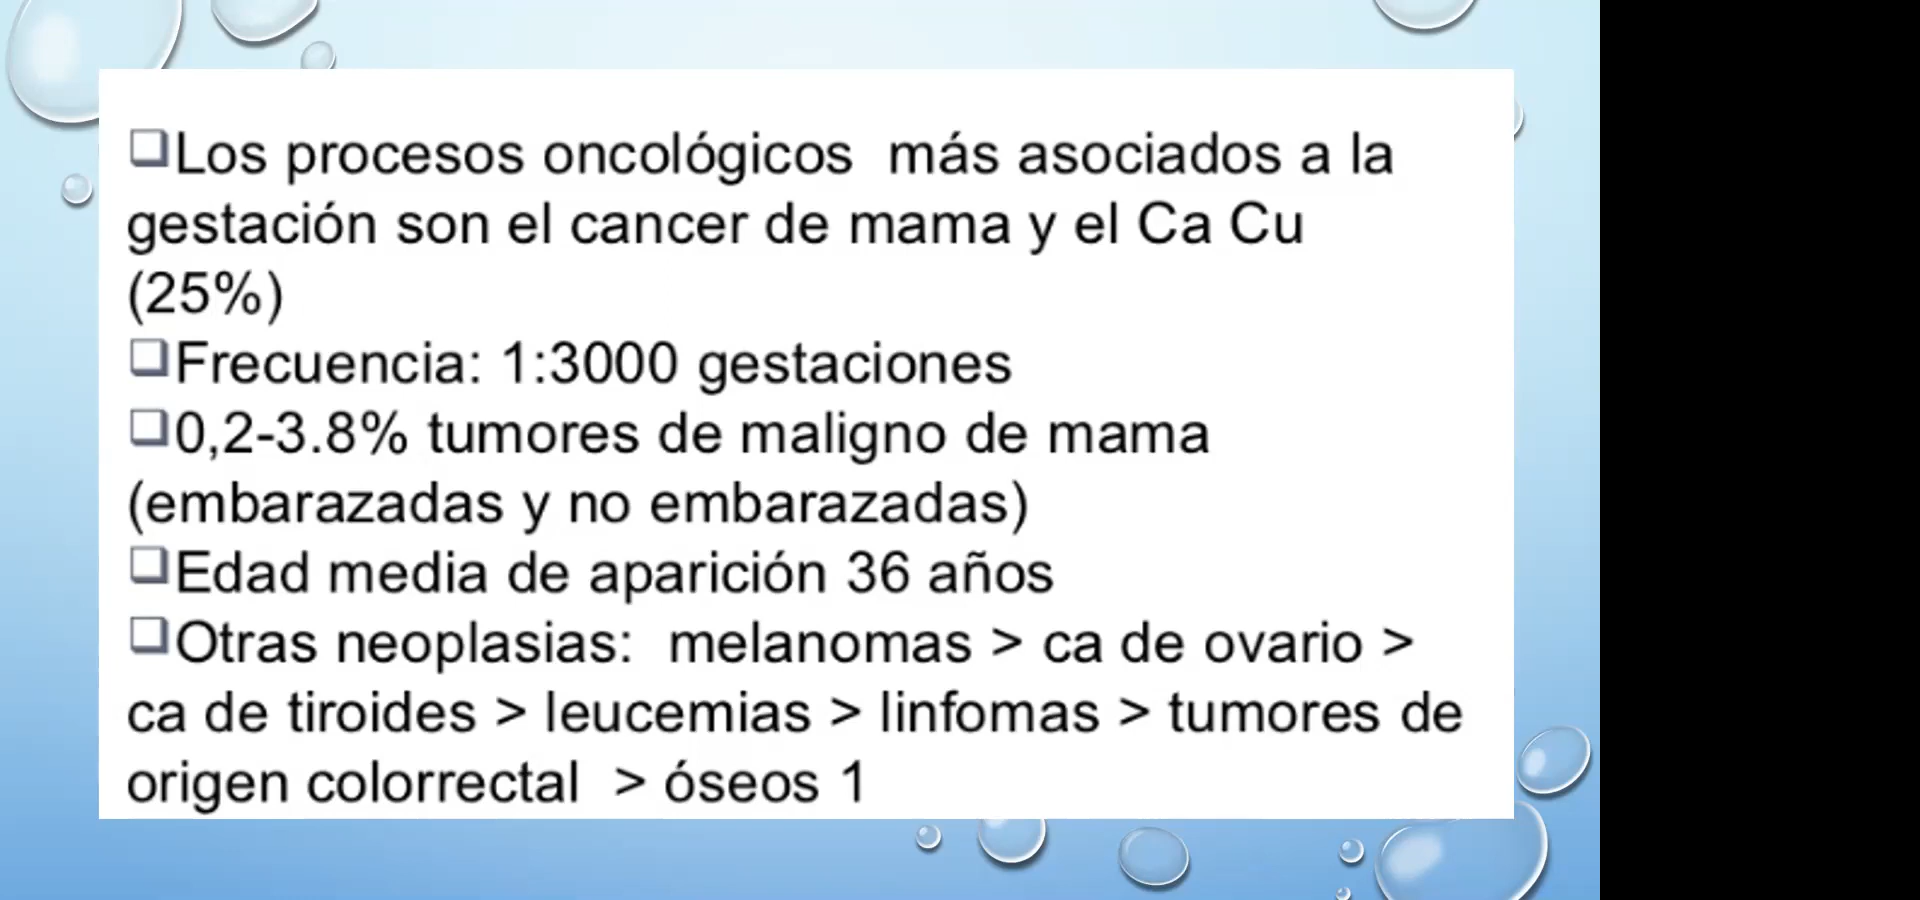 ❑Los procesos oncológicos más asociados a la
gestación son el cancer de mama y el Ca Cu
(25%)
❑Frecuencia: 1:3000 gestaciones
❑0,2-3.8% tumores de maligno de mama
(embarazadas y no embarazadas)
❑Edad media de aparición 36 años
❑Otras neoplasias: melanomas > ca de ovario >
ca de tiroides > leucemias > linfomas > tumores de
origen colorrectal > óseos 1